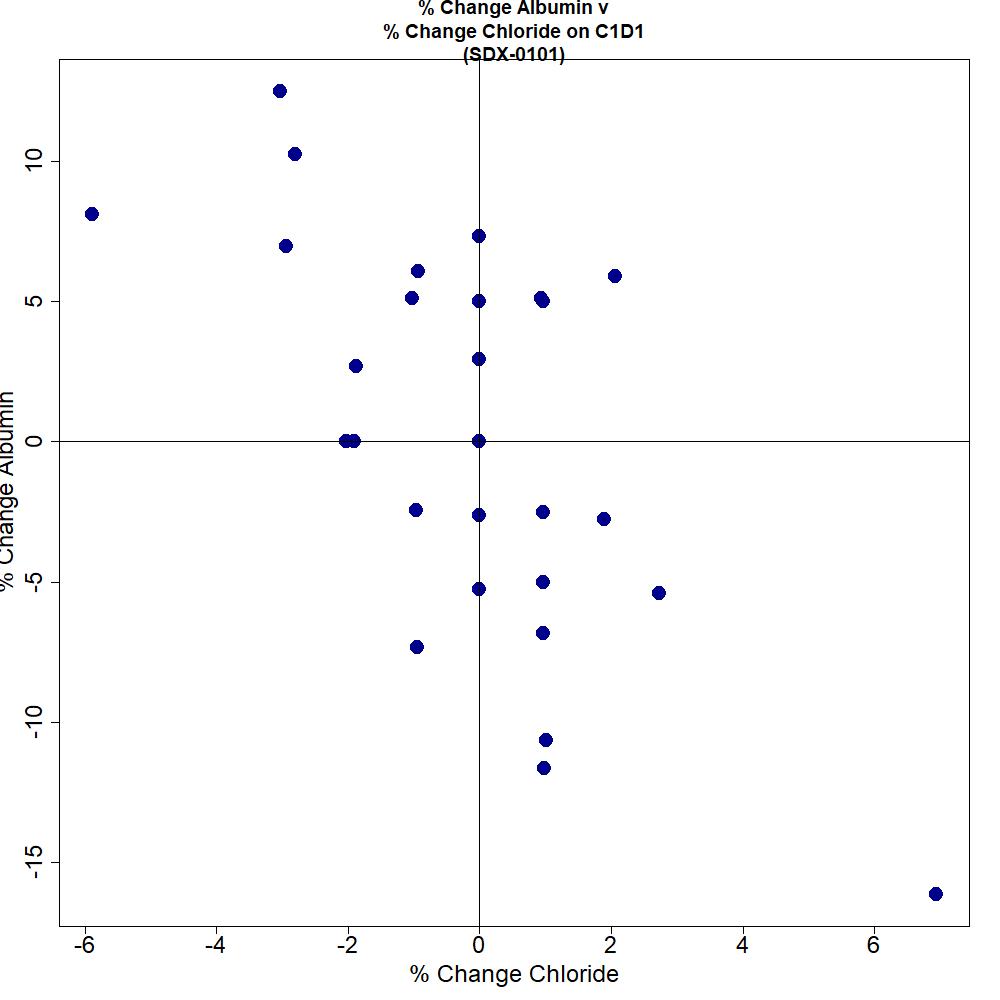 % Change Albumin v
% Change Chloride on C1D1
(SDX-0101)
% Change Albumin
10
5
0
-5
-10
-15
-6
-4
-2
0
2
4
6
% Change Chloride